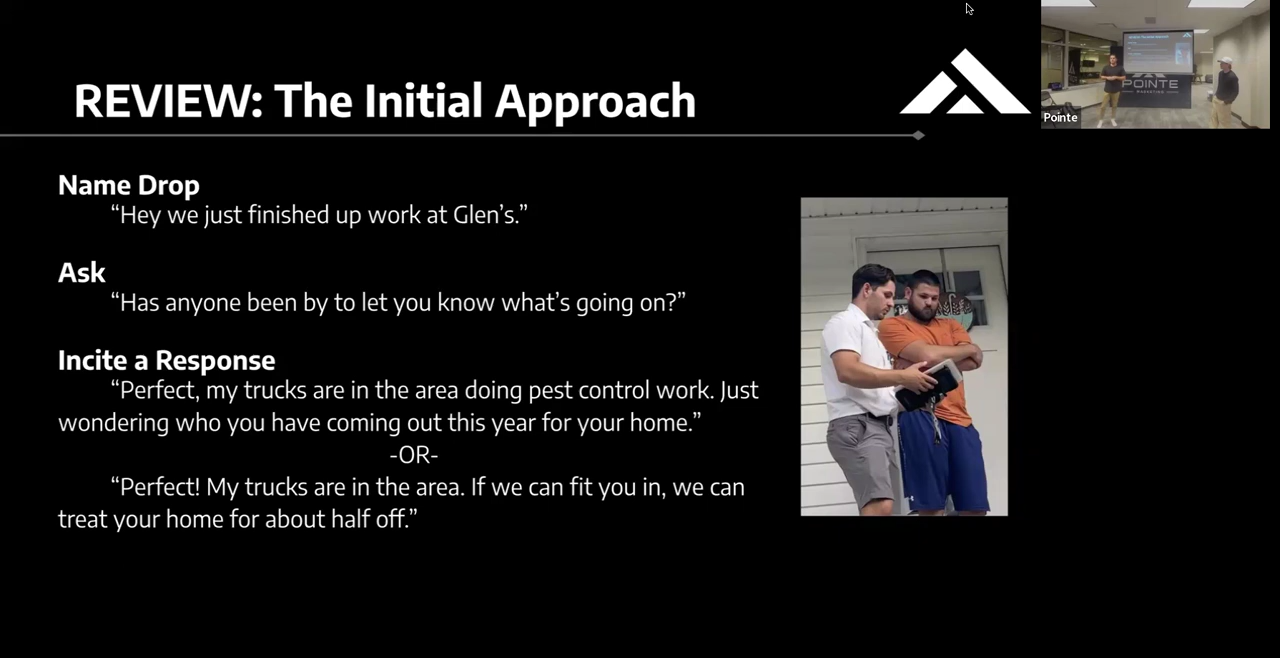 REVIEW: The Initial Approach
Name Drop
“Hey we just finished up work at Glen’s.”
Ask
“Has anyone been by to let you know what’s going on?”
Incite a Response
“Perfect, my trucks are in the area doing pest control work. Just
wondering who you have coming out this year for your home.”
-OR-
“Perfect! My trucks are in the area. If we can fit you in, we can
treat your home for about half off.”
Pointe
POINTE
MARKETING